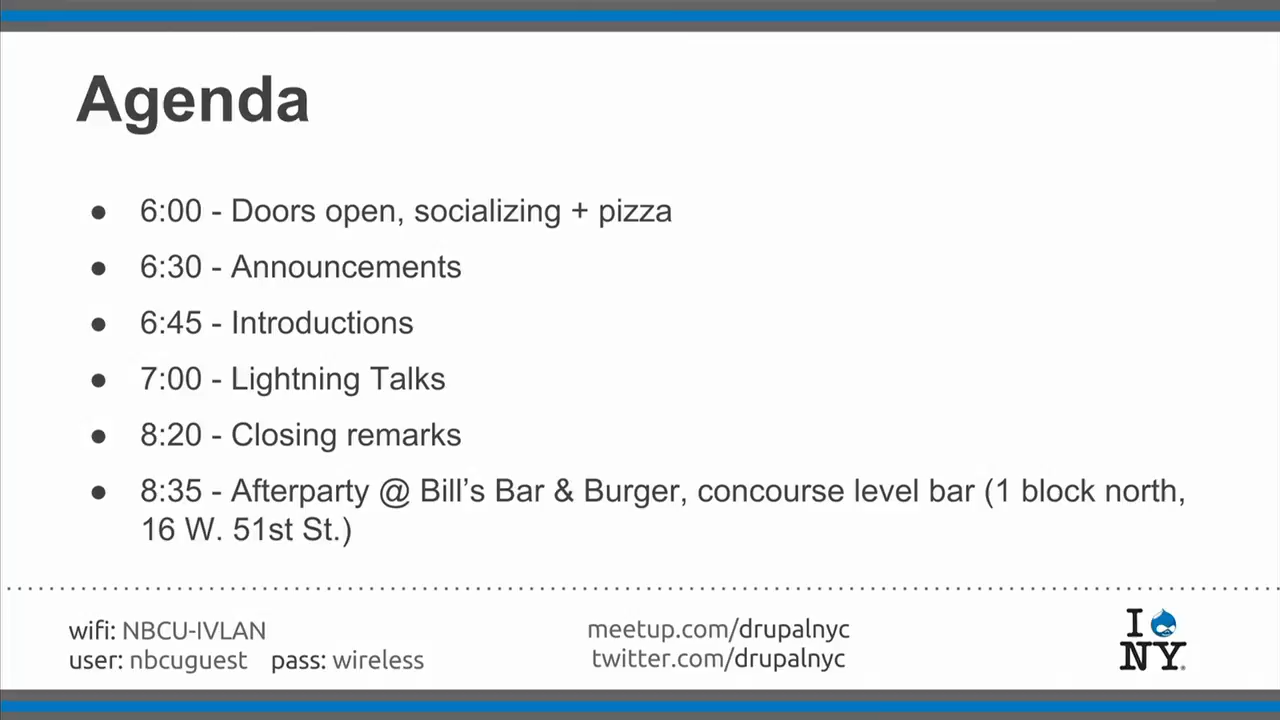 Agenda
● 6:00 - Doors open, socializing + pizza
● 6:30 - Announcements
● 6:45 - Introductions
● 7:00 - Lightning Talks
● 8:20 - Closing remarks
● 8:35 - Afterparty @ Bill’s Bar & Burger, concourse level bar (1 block north,
16 W. 51st St.)
wifi: NBCU-IVLAN
user: nbcuguest pass: wireless
meetup.com/drupalnyc
twitter.com/drupalnyc
I
NY®